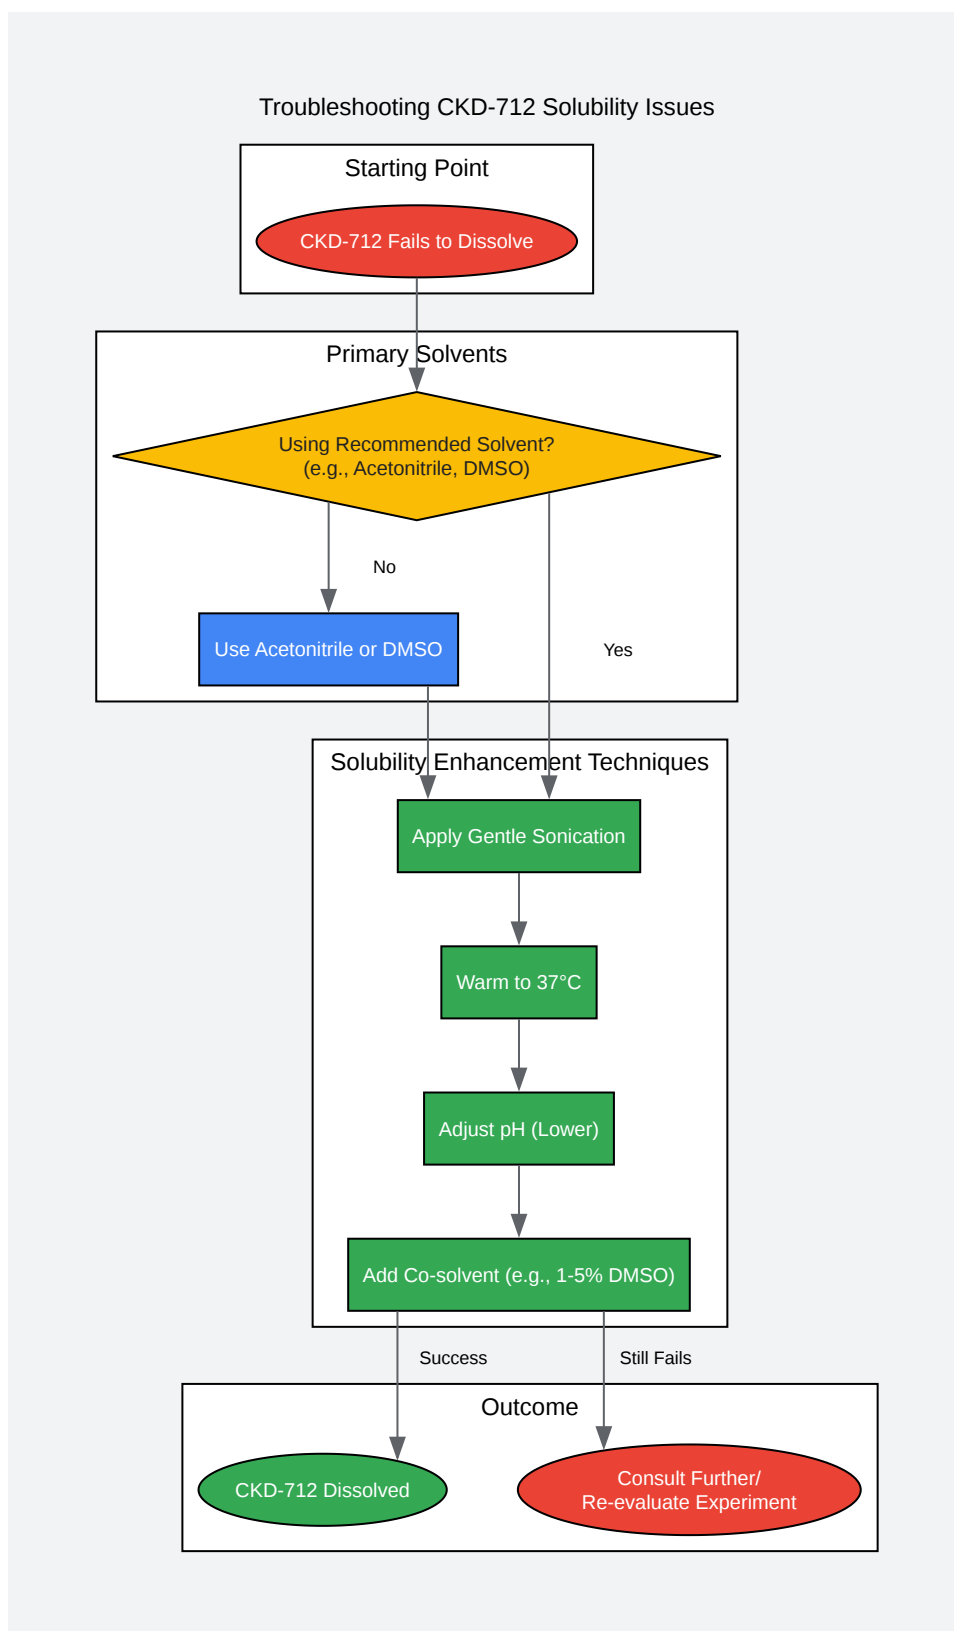 Troubleshooting CKD-712 Solubility Issues
Starting Point
CKD-712 Fails to Dissolve
Primary Solvents
Using Recommended Solvent?
(e.g., Acetonitrile, DMSO)
No
Use Acetonitrile or DMSO
Yes
Solubility Enhancement Techniques
Apply Gentle Sonication
Warm to 37°C
Adjust pH (Lower)
Add Co-solvent (e.g., 1-5% DMSO)
Success
Still Fails
Outcome
CKD-712 Dissolved
Consult Further/
Re-evaluate Experiment